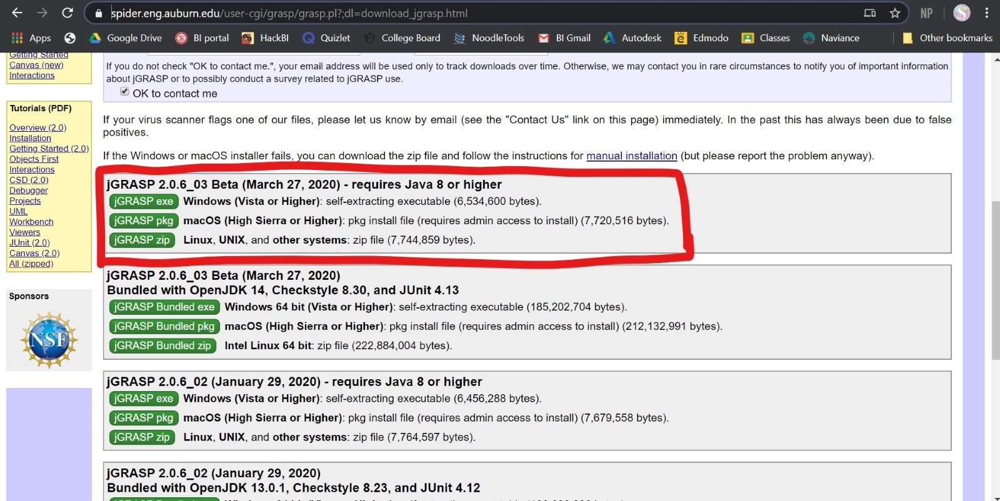 spider.eng.auburn.edu/user-cgi/grasp/grasp.pl?;dl=download_jgrasp.html
NP
Apps
Google Drive
BI portal
HackBI
Quizlet
College Board
NoodleTools
BI Gmail
Autodesk
Edmodo
Classes
Naviance
Other bookmarks
Getting Started
Canvas (new)
Interactions
Tutorials (PDF)
Overview (2.0)
Installation
Getting Started (2.0)
Objects First
Interactions
CSD (2.0)
Debugger
Projects
UML
Workbench
Viewers
JUnit (2.0)
Canvas (2.0)
All (zipped)
Sponsors
NSF
If you do not check "OK to contact me.", your email address will be used only to track downloads over time. Otherwise, we may contact you in rare circumstances to notify you of important information
about jGRASP or to possibly conduct a survey related to jGRASP use.
OK to contact me
If your virus scanner flags one of our files, please let us know by email (see the "Contact Us" link on this page) immediately. In the past this has always been due to false
positives.
If the Windows or macOS installer fails, you can download the zip file and follow the instructions for manual installation (but please report the problem anyway).
jGRASP 2.0.6_03 Beta (March 27, 2020) - requires Java 8 or higher
jGRASP exe Windows (Vista or Higher): self-extracting executable (6,534,600 bytes).
jGRASP pkg macOS (High Sierra or Higher): pkg install file (requires admin access to install) (7,720,516 bytes).
jGRASP zip Linux, UNIX, and other systems: zip file (7,744,859 bytes).
jGRASP 2.0.6_03 Beta (March 27, 2020)
Bundled with OpenJDK 14, Checkstyle 8.30, and JUnit 4.13
jGRASP Bundled exe Windows 64 bit (Vista or Higher): self-extracting executable (185,202,704 bytes).
jGRASP Bundled pkg macOS (High Sierra or Higher): pkg install file (requires admin access to install) (212,132,991 bytes).
jGRASP Bundled zip Intel Linux 64 bit: zip file (222,884,004 bytes).
jGRASP 2.0.6_02 (January 29, 2020) - requires Java 8 or higher
jGRASP exe Windows (Vista or Higher): self-extracting executable (6,456,288 bytes).
jGRASP pkg macOS (High Sierra or Higher): pkg install file (requires admin access to install) (7,679,558 bytes).
jGRASP zip Linux, UNIX, and other systems: zip file (7,764,597 bytes).
jGRASP 2.0.6_02 (January 29, 2020)
Bundled with OpenJDK 13.0.1, Checkstyle 8.23, and JUnit 4.12